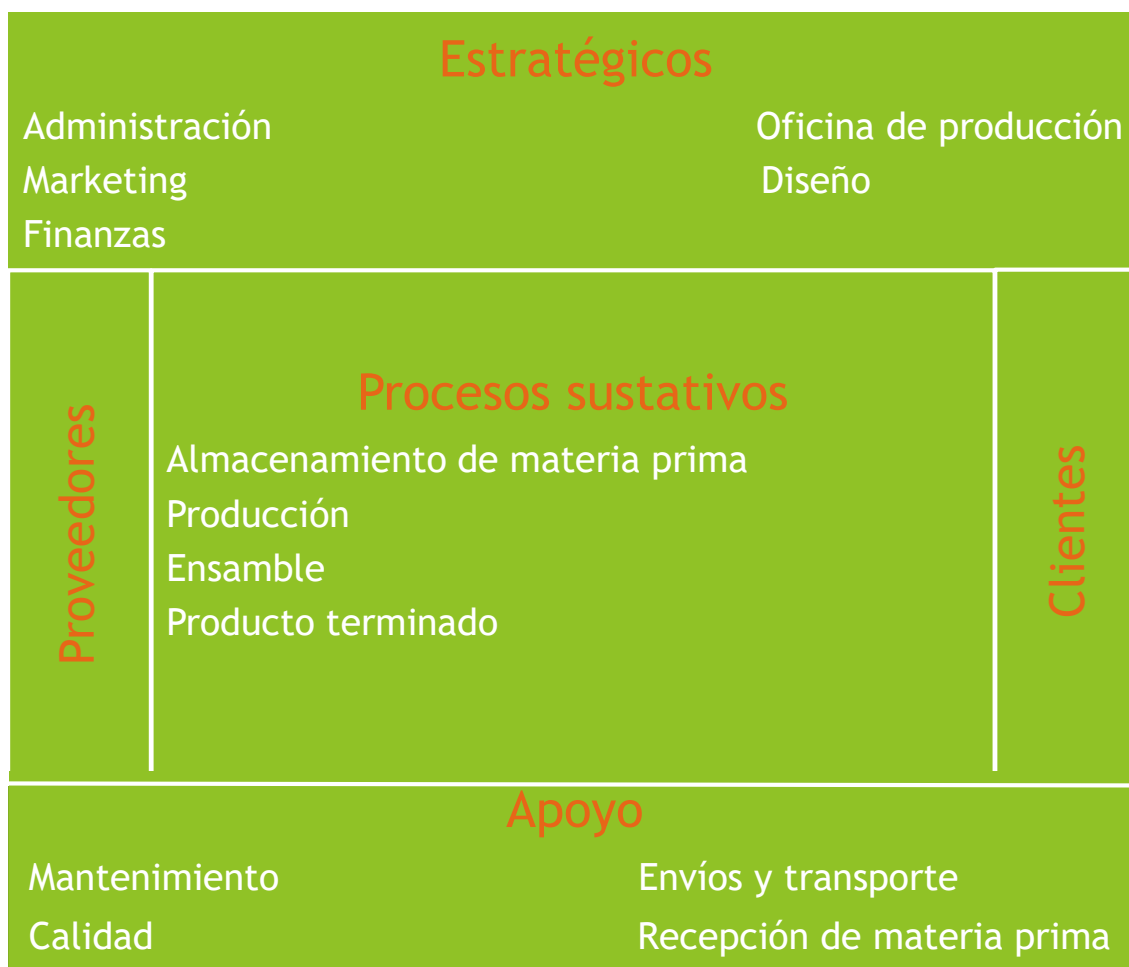 Estratégicos
Administración
Marketing
Finanzas
Oficina de producción
Diseño
Proveedores
Procesos sustativos
Almacenamiento de materia prima
Producción
Ensamble
Producto terminado
Clientes
Apoyo
Mantenimiento
Calidad
Envíos y transporte
Recepción de materia prima